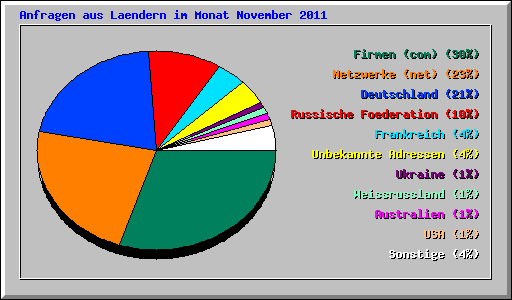 Anfragen aus Laendern im Monat November 2011
Firmen (com) (30%)
Netzwerke (net) (23%)
Deutschland (21%)
Russische Foederation (10%)
Frankreich (4%)
Unbekannte Adressen (4%)
Ukraine (1%)
Weissrussland (1%)
Australien (1%)
USA (1%)
Sonstige (4%)